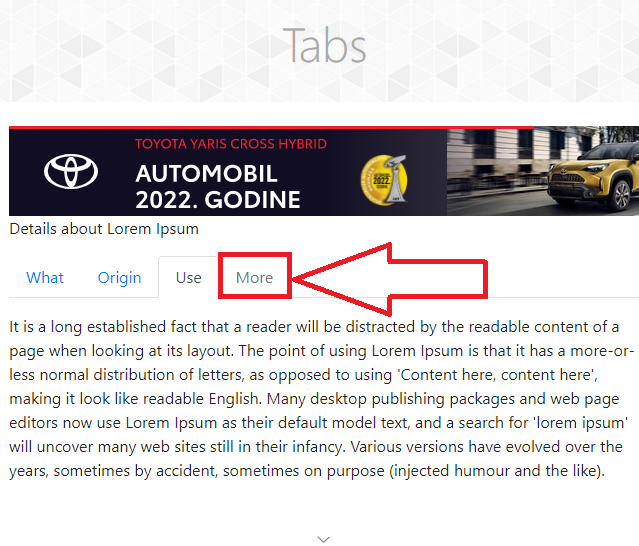 Tabs
TOYOTA YARIS CROSS HYBRID
AUTOMOBIL
2022. GODINE
Details about Lorem Ipsum
What Origin Use More
It is a long established fact that a reader will be distracted by the readable content of a
page when looking at its layout. The point of using Lorem Ipsum is that it has a more-or-
less normal distribution of letters, as opposed to using 'Content here, content here',
making it look like readable English. Many desktop publishing packages and web page
editors now use Lorem Ipsum as their default model text, and a search for 'lorem ipsum'
will uncover many web sites still in their infancy. Various versions have evolved over the
years, sometimes by accident, sometimes on purpose (injected humour and the like).